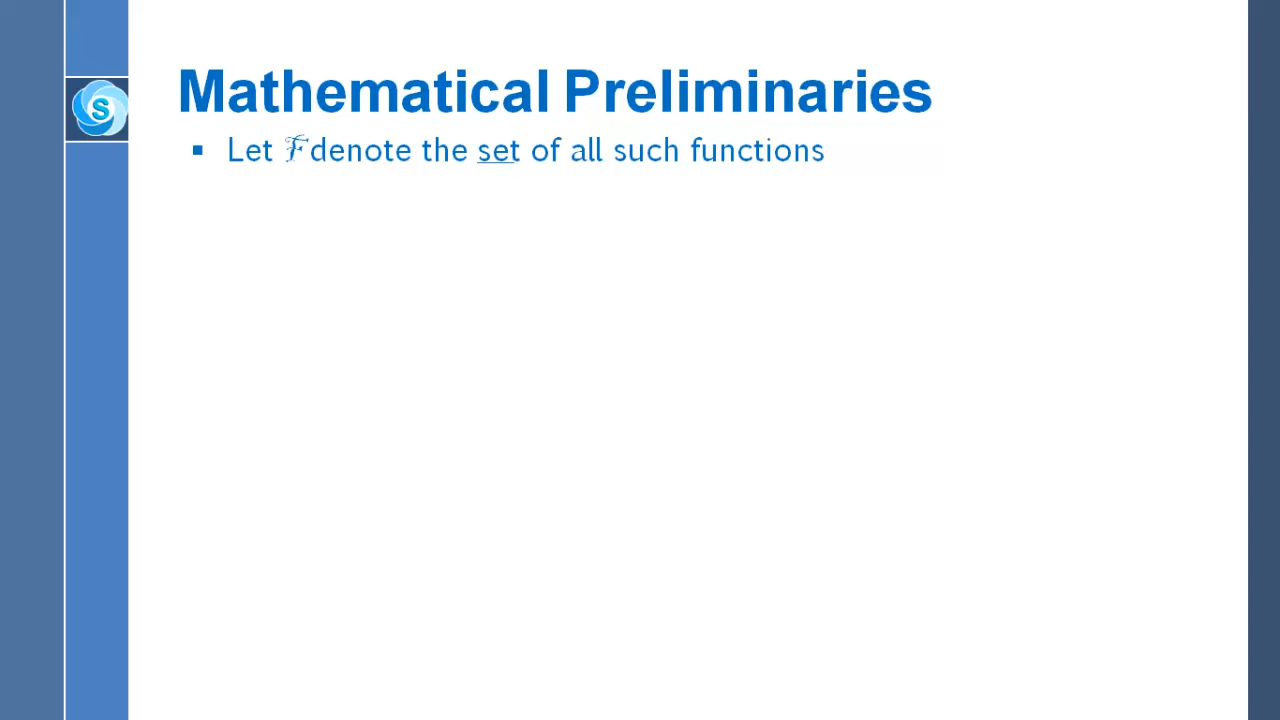 Mathematical Preliminaries
S
▪ Let ℱ denote the set of all such functions